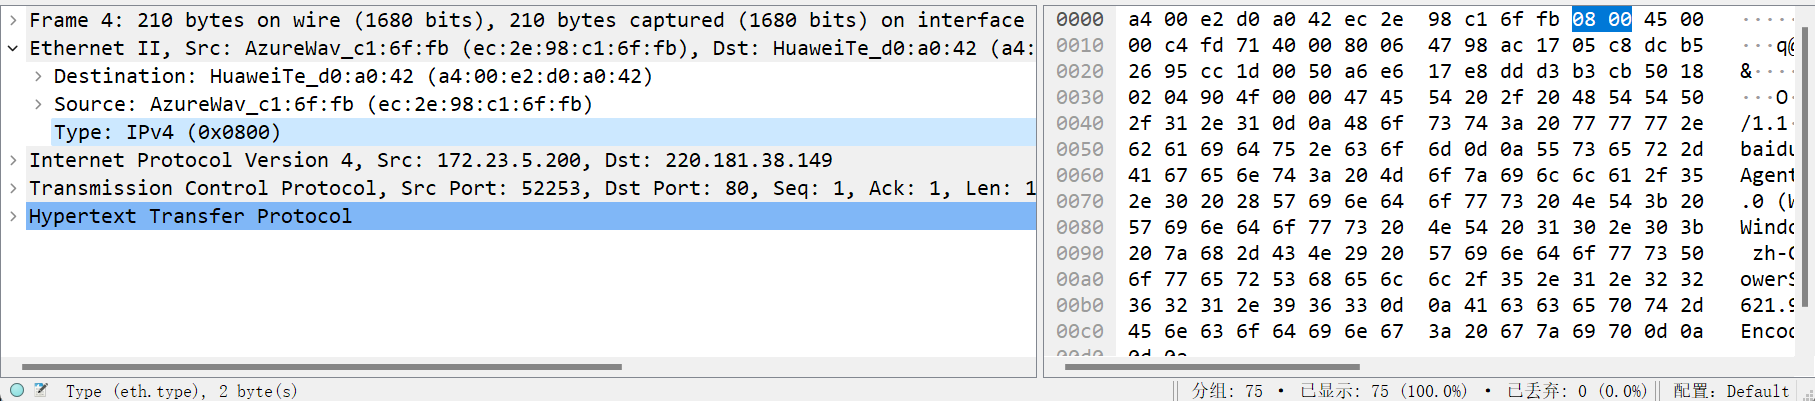 Frame 4: 210 bytes on wire (1680 bits), 210 bytes captured (1680 bits) on interface
Ethernet II, Src: AzureWav_c1:6f:fb (ec:2e:98:c1:6f:fb), Dst: HuaweiTe_d0:a0:42 (a4:
Destination: HuaweiTe_d0:a0:42 (a4:00:e2:d0:a0:42)
Source: AzureWav_c1:6f:fb (ec:2e:98:c1:6f:fb)
Type: IPv4 (0x0800)
Internet Protocol Version 4, Src: 172.23.5.200, Dst: 220.181.38.149
Transmission Control Protocol, Src Port: 52253, Dst Port: 80, Seq: 1, Ack: 1, Len: 1
Hypertext Transfer Protocol
0000 a4 00 e2 d0 a0 42 ec 2e 98 c1 6f fb 08 00 45 00 ······
0010 00 c4 fd 71 40 00 80 06 47 98 ac 17 05 c8 dc b5 ···q@
0020 26 95 cc 1d 00 50 a6 e6 17 e8 dd d3 b3 cb 50 18 &·····
0030 02 04 90 4f 00 00 47 45 54 20 2f 20 48 54 54 50 ···O·
0040 2f 31 2e 31 0d 0a 48 6f 73 74 3a 20 77 77 77 2e /1.1·
0050 62 61 69 64 75 2e 63 6f 6d 0d 0a 55 73 65 72 2d baidu
0060 41 67 65 6e 74 3a 20 4d 6f 7a 69 6c 6c 61 2f 35 Agent
0070 2e 30 20 28 57 69 6e 64 6f 77 73 20 4e 54 3b 20 .0 (W
0080 57 69 6e 64 6f 77 73 20 4e 54 20 31 30 2e 30 3b Windo
0090 20 7a 68 2d 43 4e 29 20 57 69 6e 64 6f 77 73 50 zh-C
00a0 6f 77 65 72 53 68 65 6c 6c 2f 35 2e 31 2e 32 32 owerS
00b0 36 32 31 2e 39 36 33 0d 0a 41 63 63 65 70 74 2d 621.9
00c0 45 6e 63 6f 64 69 6e 67 3a 20 67 7a 69 70 0d 0a Encod
00d0 0d 0a
Type (eth.type), 2 byte(s) 分组: 75 · 已显示: 75 (100.0%) · 已丢弃: 0 (0.0%) 配置: Default